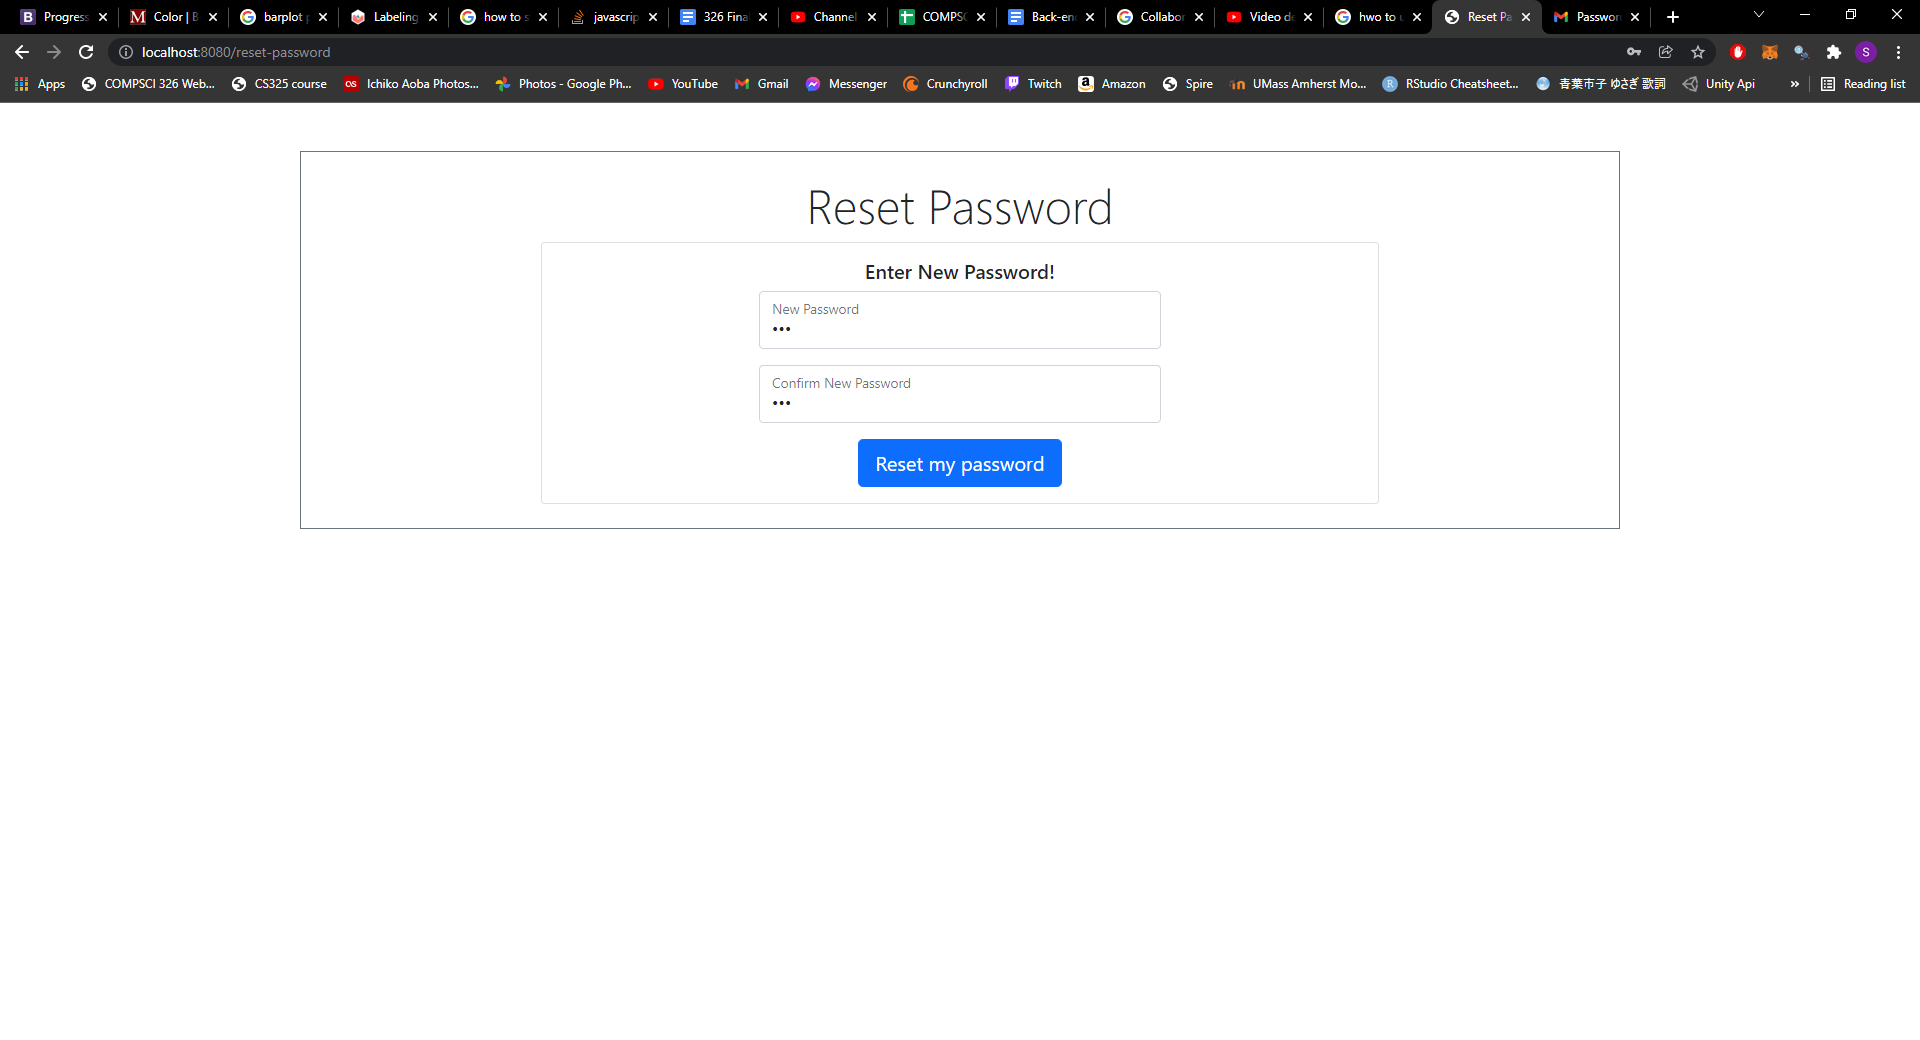 Progress Color | B barplot p Labeling how to s javascrip 326 Fina Channel COMPSC Back-en Collabor Video de hwo to u Reset Pa Passwor
localhost:8080/reset-password
Apps COMPSCI 326 Web... CS325 course Ichiko Aoba Photos... Photos - Google Ph... YouTube Gmail Messenger Crunchyroll Twitch Amazon Spire UMass Amherst Mo... RStudio Cheatsheet... 青葉市子 ゆさぎ 歌詞 Unity Api » Reading list
Reset Password
Enter New Password!
New Password
•••
Confirm New Password
•••
Reset my password